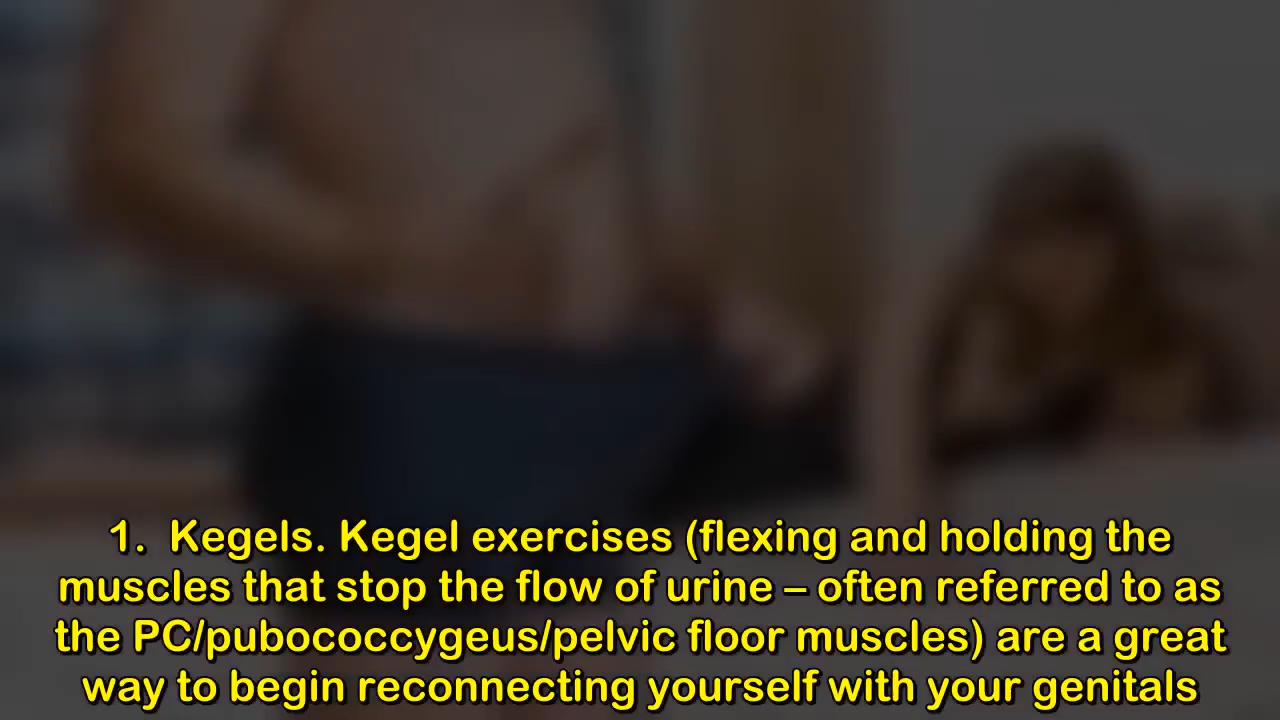 1.  Kegels. Kegel exercises (flexing and holding the
muscles that stop the flow of urine – often referred to as
the PC/pubococcygeus/pelvic floor muscles) are a great
way to begin reconnecting yourself with your genitals